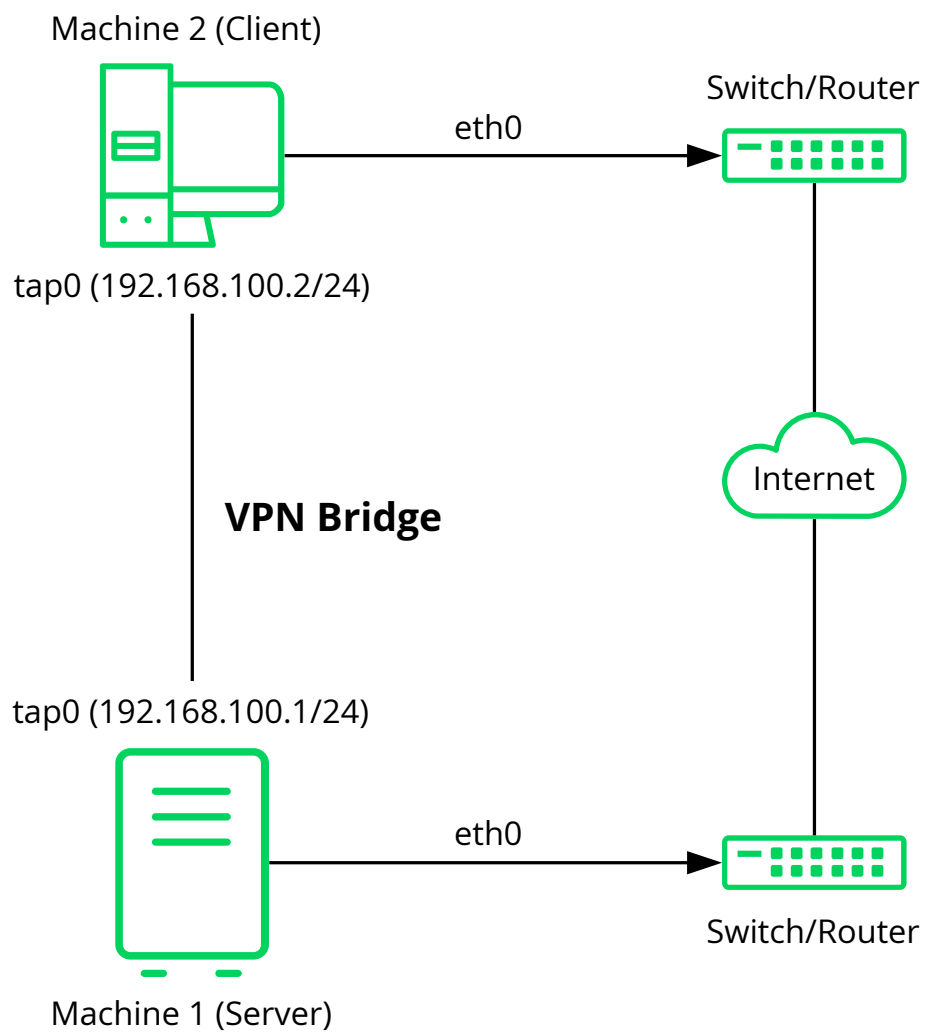 Machine 2 (Client)
Switch/Router
eth0
tap0 (192.168.100.2/24)
Internet
VPN Bridge
tap0 (192.168.100.1/24)
eth0
Switch/Router
Machine 1 (Server)